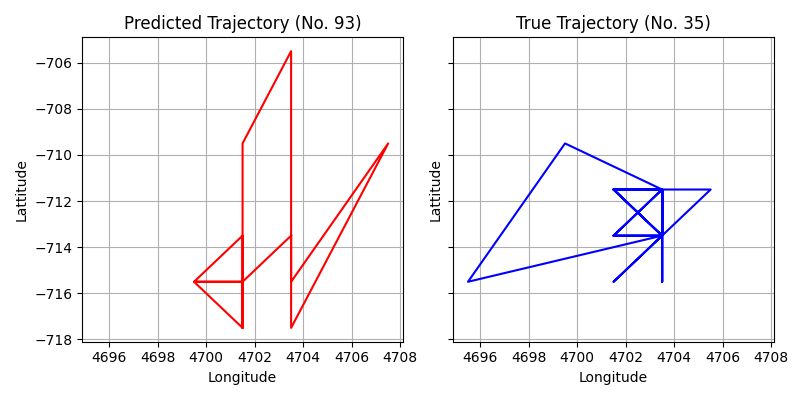 Predicted Trajectory (No. 93)
True Trajectory (No. 35)
Lattitude
−706
−708
−710
−712
−714
−716
−718
4696 4698 4700 4702 4704 4706 4708
Longitude
Lattitude
4696 4698 4700 4702 4704 4706 4708
Longitude